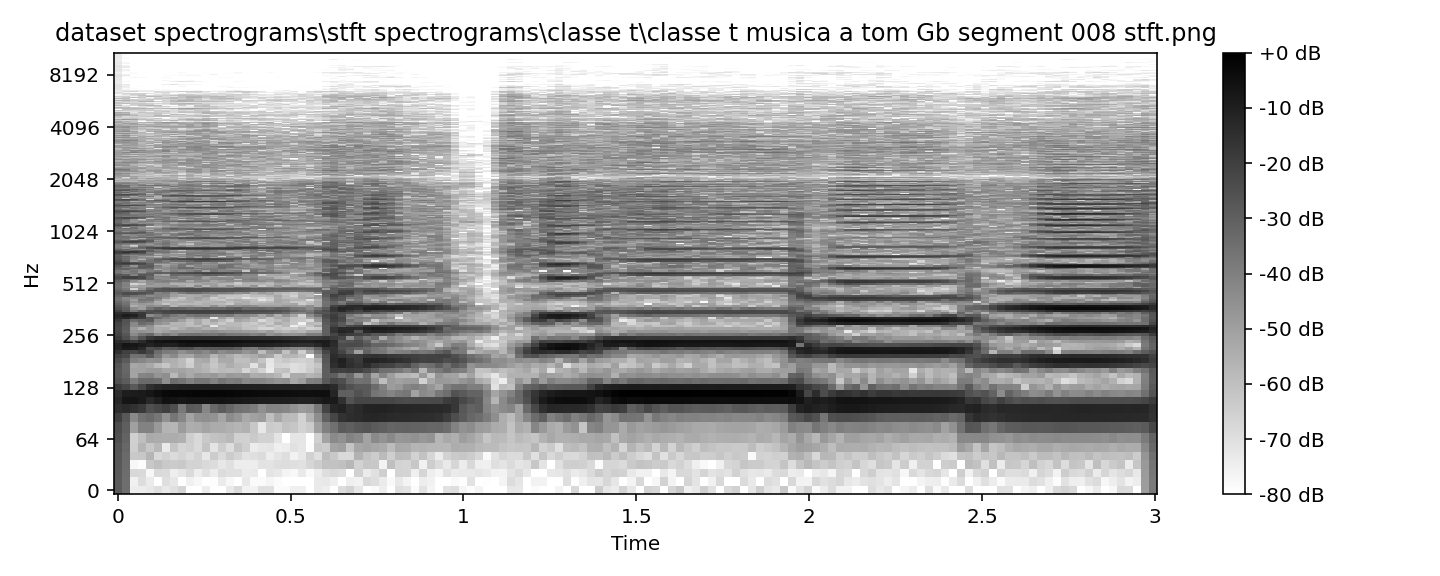 dataset spectrograms\stft spectrograms\classe t\classe t musica a tom Gb segment 008 stft.png
8192
4096
2048
1024
512
256
128
64
0
Hz
0
0.5
1
1.5
2
2.5
3
Time
+0 dB
-10 dB
-20 dB
-30 dB
-40 dB
-50 dB
-60 dB
-70 dB
-80 dB